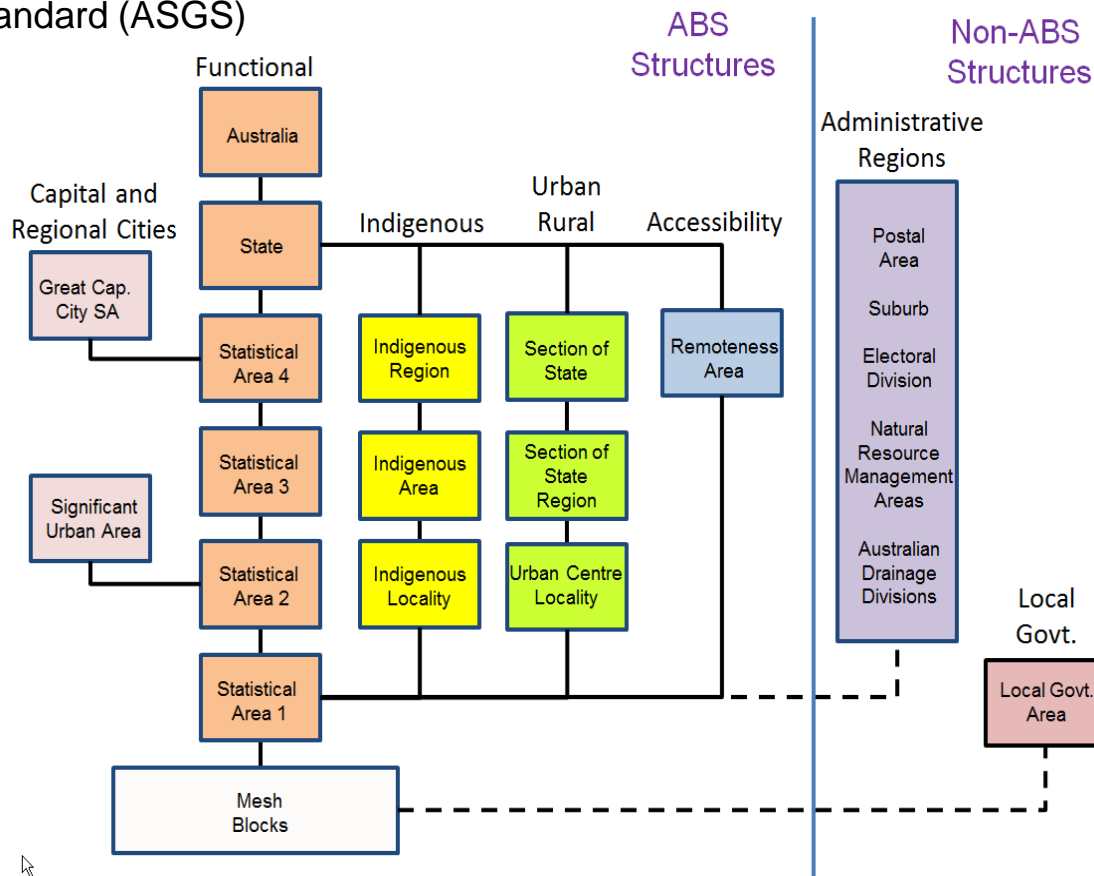 andard (ASGS)
ABS
Structures
Non-ABS
Structures
Functional
Australia
State
Statistical
Area 4
Statistical
Area 3
Statistical
Area 2
Statistical
Area 1
Mesh
Blocks
Capital and
Regional Cities
Great Cap.
City SA
Significant
Urban Area
Indigenous
Indigenous
Region
Indigenous
Area
Indigenous
Locality
Urban
Rural
Section of
State
Section of
State
Region
Urban Centre
Locality
Accessibility
Remoteness
Area
Administrative
Regions
Postal
Area
Suburb
Electoral
Division
Natural
Resource
Management
Areas
Australian
Drainage
Divisions
Local
Govt.
Local Govt.
Area